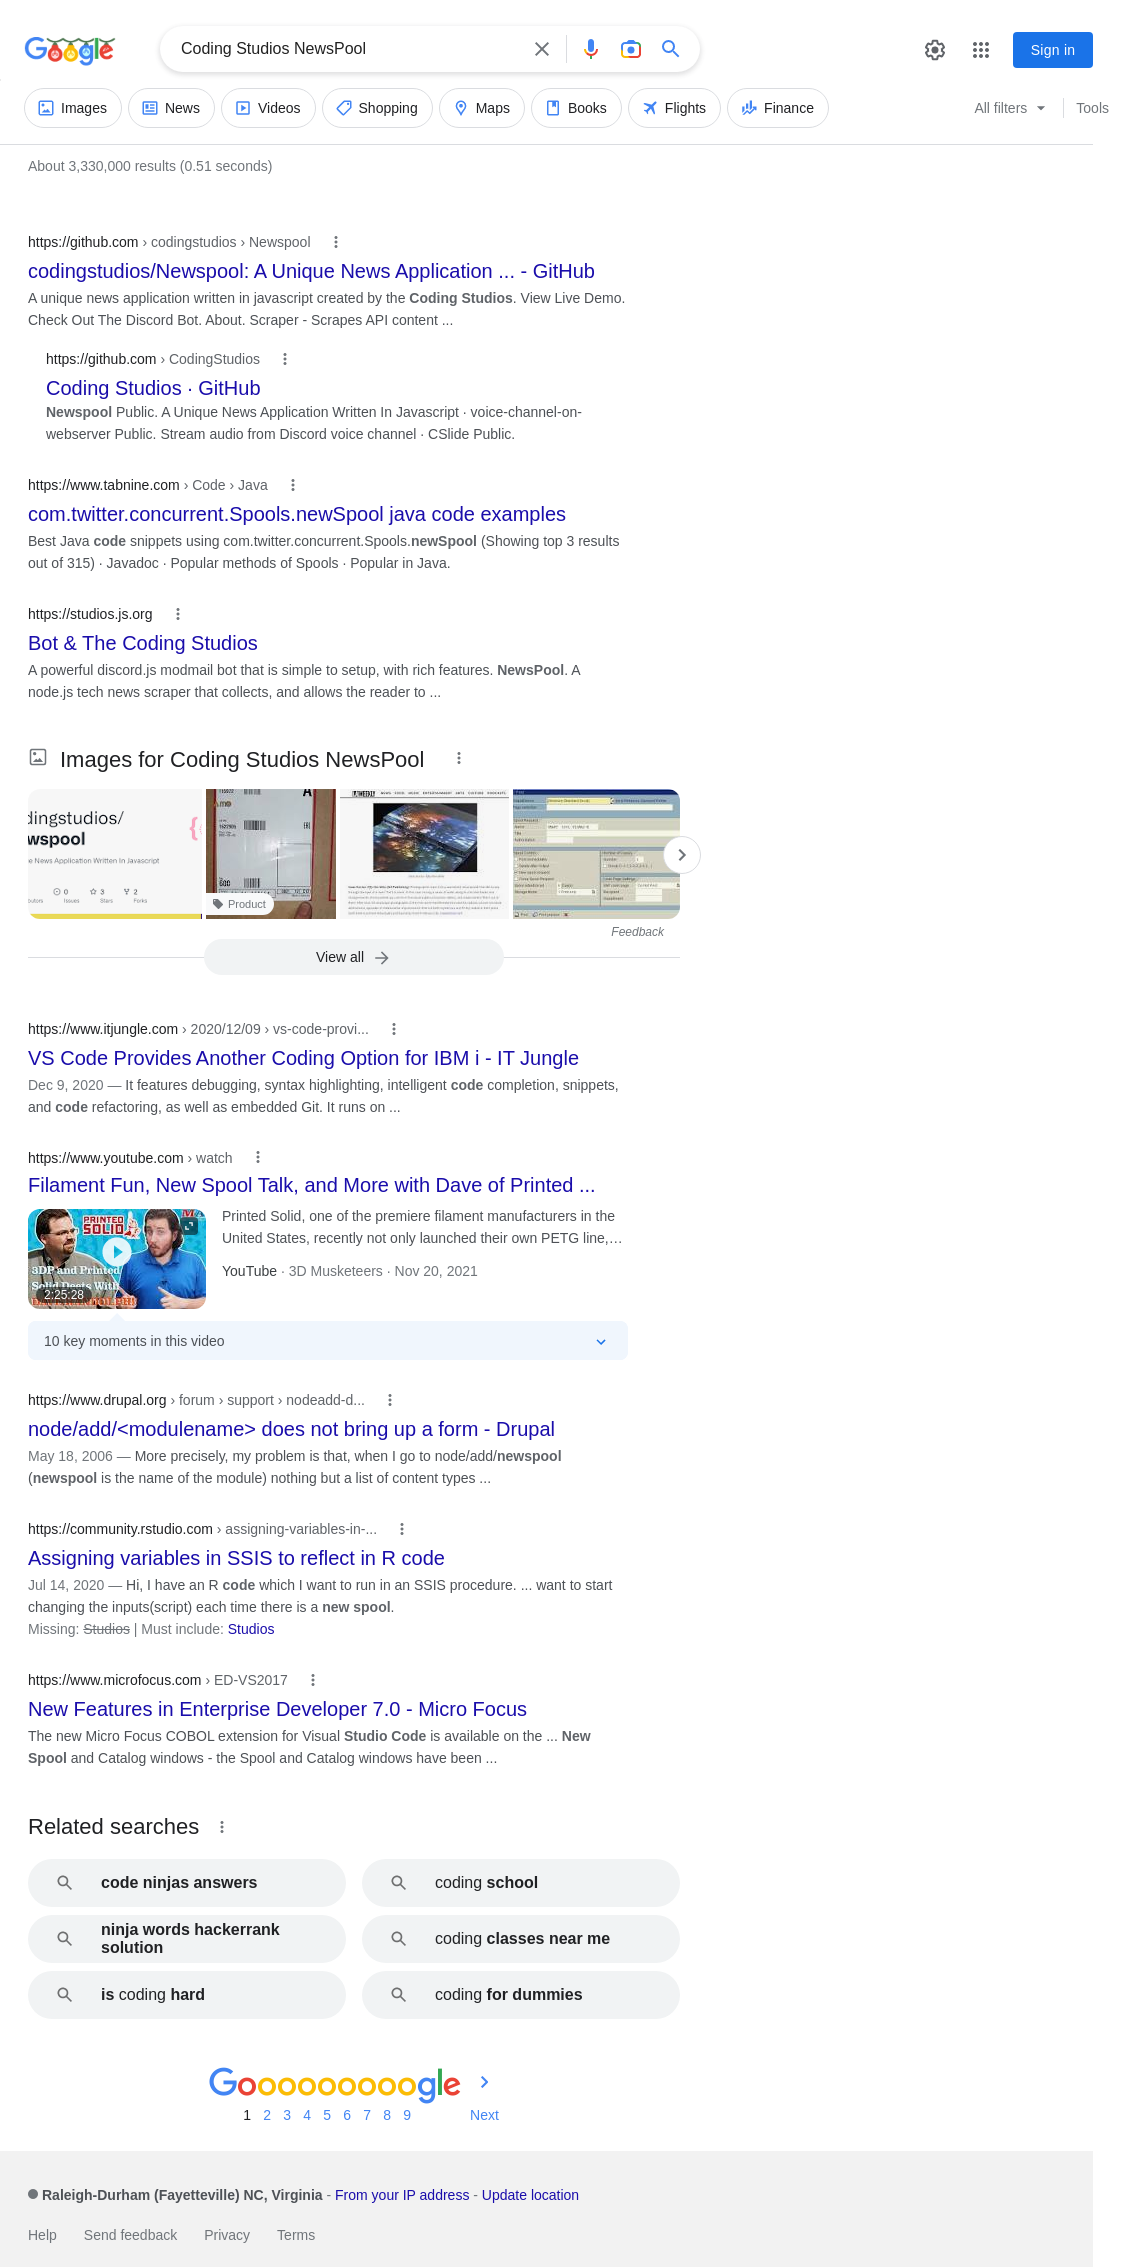 Google
Coding Studios NewsPool
Sign in
Images
News
Videos
Shopping
Maps
Books
Flights
Finance
All filters
Tools
About 3,330,000 results (0.51 seconds)
https://github.com › codingstudios › Newspool
codingstudios/Newspool: A Unique News Application ... - GitHub
A unique news application written in javascript created by the Coding Studios. View Live Demo.
Check Out The Discord Bot. About. Scraper - Scrapes API content ...
https://github.com › CodingStudios
Coding Studios · GitHub
Newspool Public. A Unique News Application Written In Javascript · voice-channel-on-
webserver Public. Stream audio from Discord voice channel · CSlide Public.
https://www.tabnine.com › Code › Java
com.twitter.concurrent.Spools.newSpool java code examples
Best Java code snippets using com.twitter.concurrent.Spools.newSpool (Showing top 3 results
out of 315) · Javadoc · Popular methods of Spools · Popular in Java.
https://studios.js.org
Bot & The Coding Studios
A powerful discord.js modmail bot that is simple to setup, with rich features. NewsPool. A
node.js tech news scraper that collects, and allows the reader to ...
Images for Coding Studios NewsPool
dingstudios/
wspool
e News Application Written In Javascript
0 3 2
Issues Stars Forks
Product
WEEKLY
Feedback
View all
https://www.itjungle.com › 2020/12/09 › vs-code-provi...
VS Code Provides Another Coding Option for IBM i - IT Jungle
Dec 9, 2020 — It features debugging, syntax highlighting, intelligent code completion, snippets,
and code refactoring, as well as embedded Git. It runs on ...
https://www.youtube.com › watch
Filament Fun, New Spool Talk, and More with Dave of Printed ...
PRINTED
SOLID
3DP and Printed
Solid Deets With
2:25:28
Printed Solid, one of the premiere filament manufacturers in the
United States, recently not only launched their own PETG line,…
YouTube · 3D Musketeers · Nov 20, 2021
10 key moments in this video
https://www.drupal.org › forum › support › nodeadd-d...
node/add/<modulename> does not bring up a form - Drupal
May 18, 2006 — More precisely, my problem is that, when I go to node/add/newspool
(newspool is the name of the module) nothing but a list of content types ...
https://community.rstudio.com › assigning-variables-in-...
Assigning variables in SSIS to reflect in R code
Jul 14, 2020 — Hi, I have an R code which I want to run in an SSIS procedure. ... want to start
changing the inputs(script) each time there is a new spool.
Missing: Studios | Must include: Studios
https://www.microfocus.com › ED-VS2017
New Features in Enterprise Developer 7.0 - Micro Focus
The new Micro Focus COBOL extension for Visual Studio Code is available on the ... New
Spool and Catalog windows - the Spool and Catalog windows have been ...
Related searches
code ninjas answers
coding school
ninja words hackerrank
solution
coding classes near me
is coding hard
coding for dummies
Gooooooooogle
1 2 3 4 5 6 7 8 9 Next
Raleigh-Durham (Fayetteville) NC, Virginia - From your IP address - Update location
Help Send feedback Privacy Terms